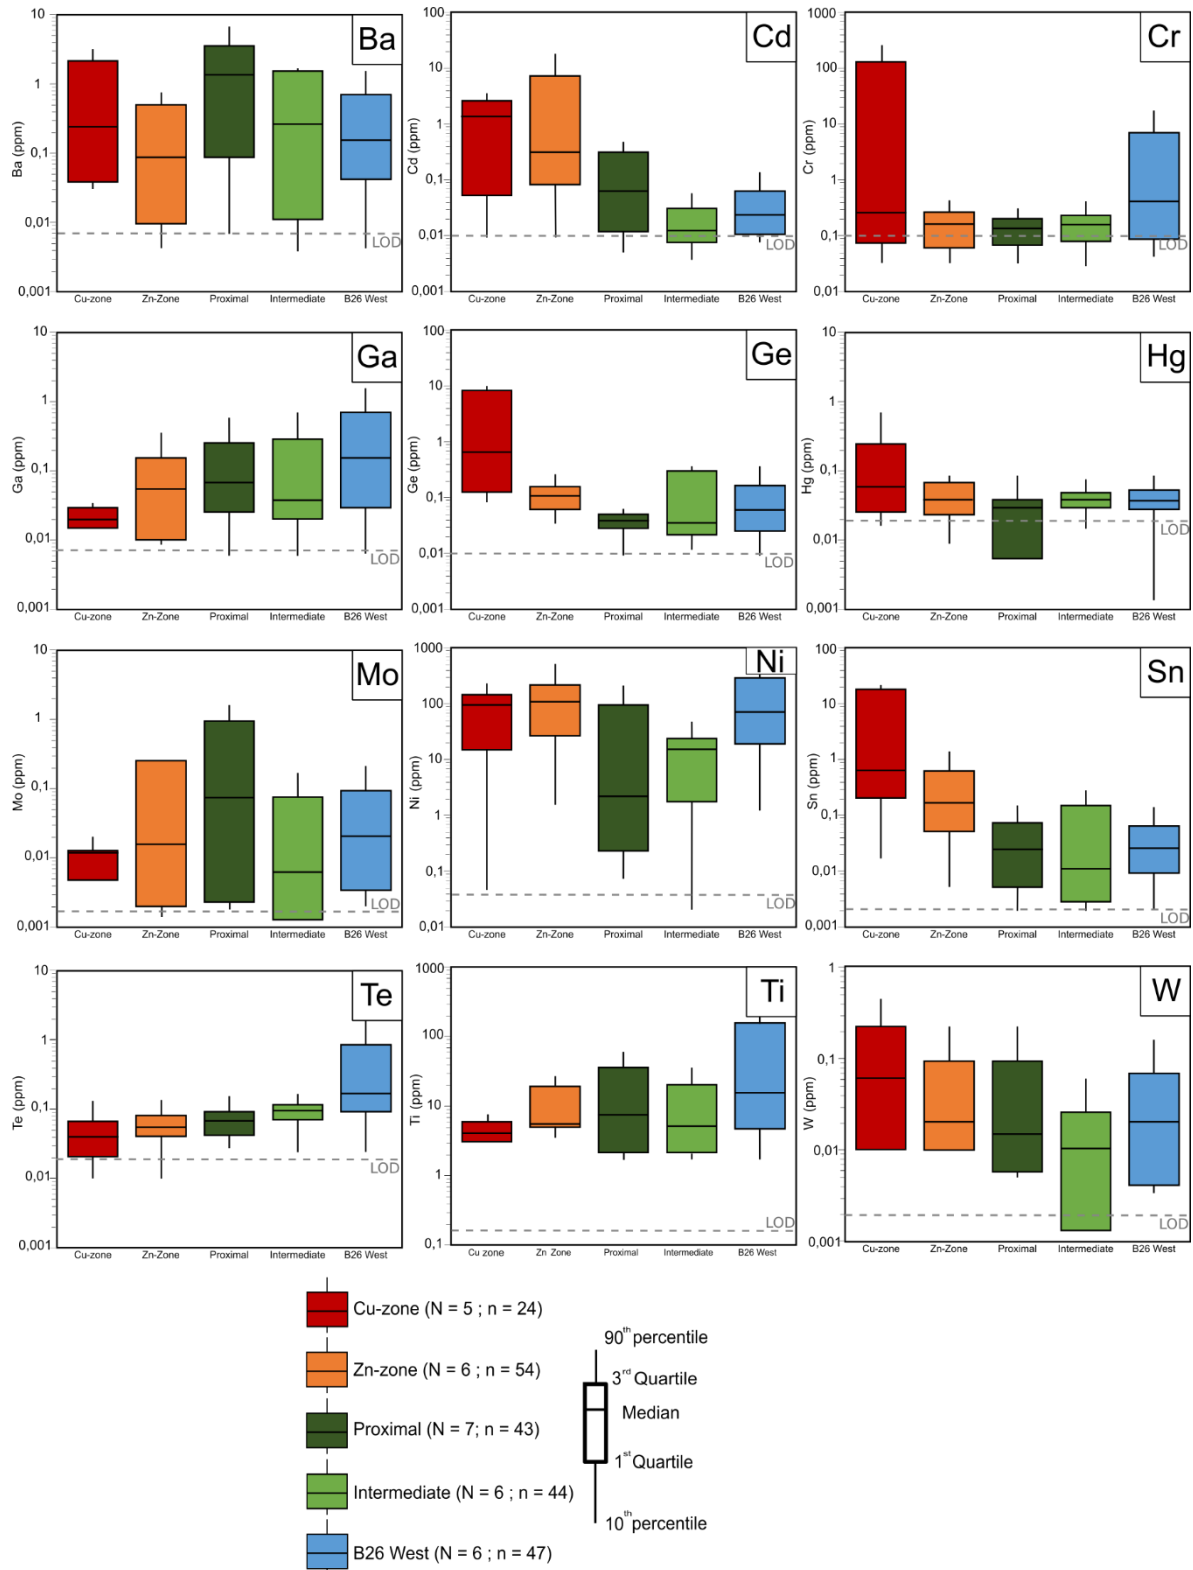 Ba
Ba (ppm)
10
1
0,1
0,01
0,001
LOD
Cu-zone Zn-Zone Proximal Intermediate B26 West
Cd
Cd (ppm)
100
10
1
0,1
0,01
0,001
LOD
Cu-zone Zn-Zone Proximal Intermediate B26 West
Cr
Cr (ppm)
1000
100
10
1
0,1
0,01
LOD
Cu-zone Zn-Zone Proximal Intermediate B26 West
Ga
Ga (ppm)
10
1
0,1
0,01
0,001
LOD
Cu-zone Zn-Zone Proximal Intermediate B26 West
Ge
Ge (ppm)
100
10
1
0,1
0,01
0,001
LOD
Cu-zone Zn-Zone Proximal Intermediate B26 West
Hg
Hg (ppm)
10
1
0,1
0,01
0,001
LOD
Cu-zone Zn-Zone Proximal Intermediate B26 West
Mo
Mo (ppm)
10
1
0,1
0,01
0,001
LOD
Cu-zone Zn-Zone Proximal Intermediate B26 West
Ni
Ni (ppm)
1000
100
10
1
0,1
0,01
LOD
Cu-zone Zn-Zone Proximal Intermediate B26 West
Sn
Sn (ppm)
100
10
1
0,1
0,01
0,001
LOD
Cu-zone Zn-Zone Proximal Intermediate B26 West
Te
Te (ppm)
10
1
0,1
0,01
0,001
LOD
Cu-zone Zn-Zone Proximal Intermediate B26 West
Ti
Ti (ppm)
1000
100
10
1
0,1
LOD
Cu zone Zn Zone Proximal Intermediate B26 West
W
W (ppm)
1
0,1
0,01
0,001
LOD
Cu-zone Zn-Zone Proximal Intermediate B26 West
Cu-zone (N = 5 ; n = 24)
Zn-zone (N = 6 ; n = 54)
Proximal (N = 7; n = 43)
Intermediate (N = 6 ; n = 44)
B26 West (N = 6 ; n = 47)
90th percentile
3rd Quartile
Median
1st Quartile
10th percentile